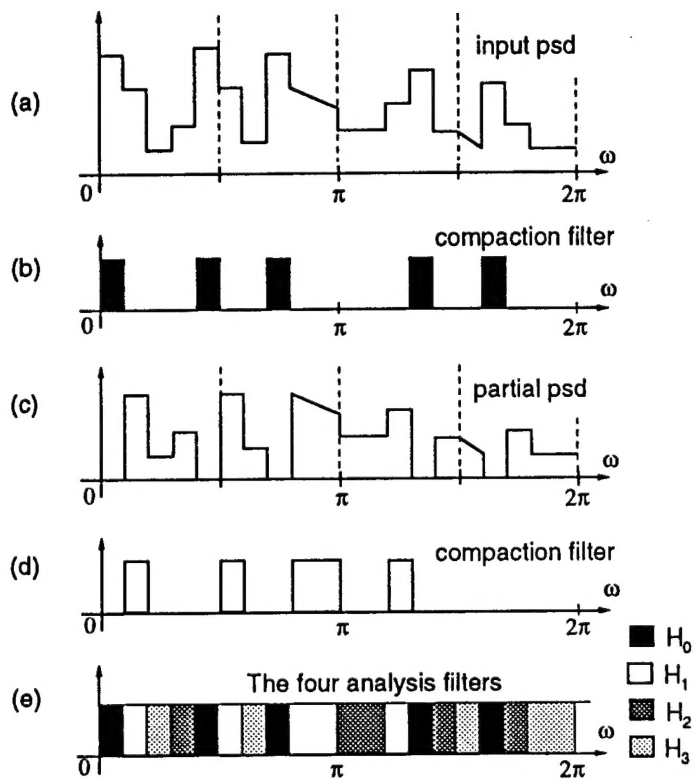 input psd
(a)
ω
0 π 2π
compaction filter
(b)
ω
0 π 2π
partial psd
(c)
ω
0 π 2π
compaction filter
(d)
ω
0 π 2π
H₀
The four analysis filters
H₁
(e)
ω
H₂
0 π 2π
H₃